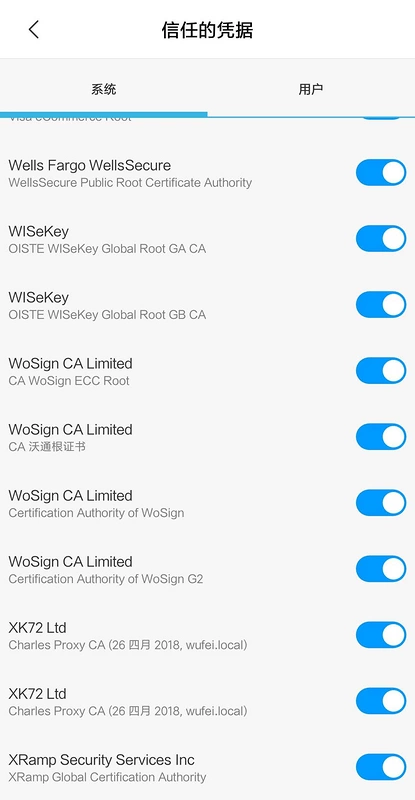 信任的凭据
系统
用户
Visa eCommerce Root
Wells Fargo WellsSecure
WellsSecure Public Root Certificate Authority
WISeKey
OISTE WISeKey Global Root GA CA
WISeKey
OISTE WISeKey Global Root GB CA
WoSign CA Limited
CA WoSign ECC Root
WoSign CA Limited
CA 沃通根证书
WoSign CA Limited
Certification Authority of WoSign
WoSign CA Limited
Certification Authority of WoSign G2
XK72 Ltd
Charles Proxy CA (26 四月 2018, wufei.local)
XK72 Ltd
Charles Proxy CA (26 四月 2018, wufei.local)
XRamp Security Services Inc
XRamp Global Certification Authority